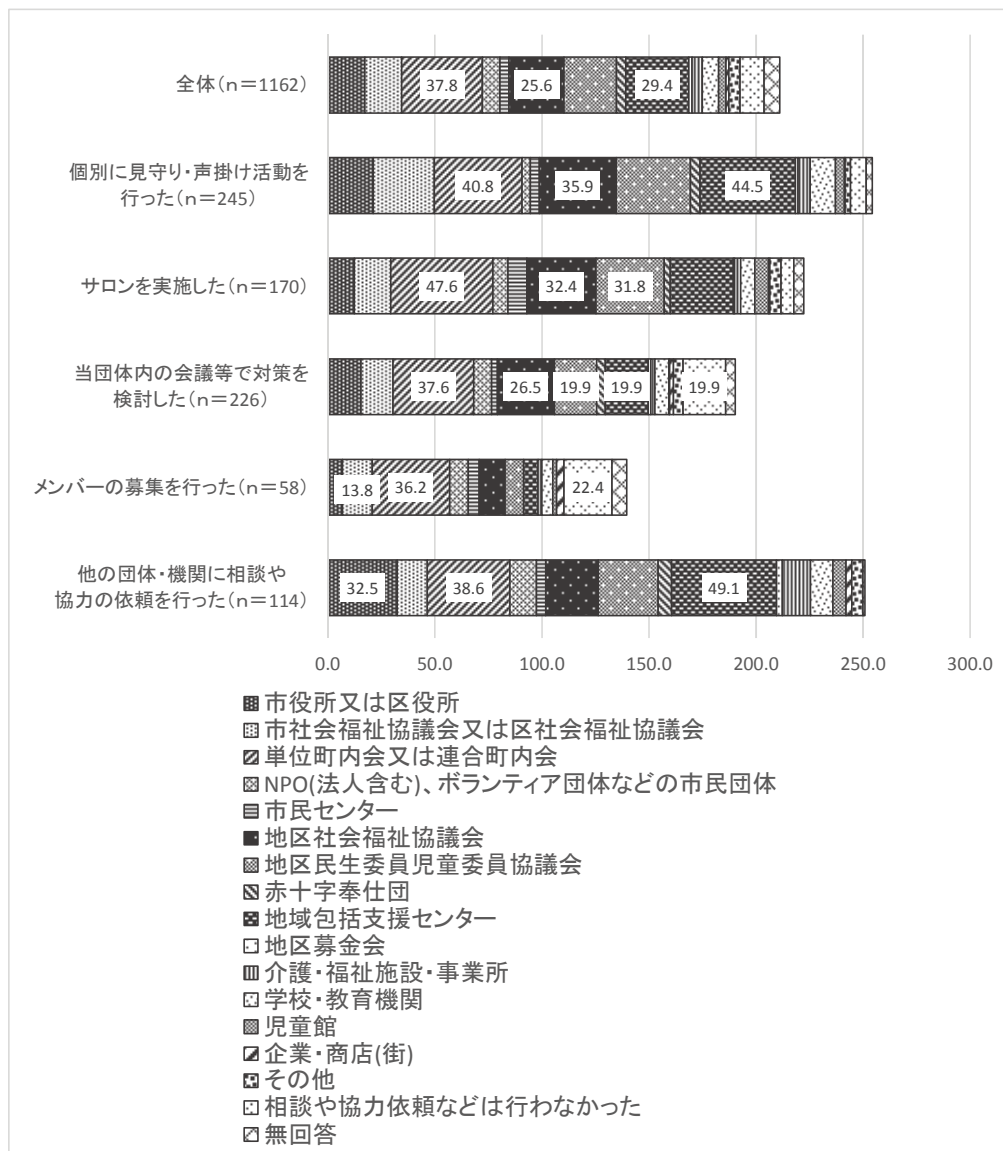 全体(n=1162)
37.8
25.6
29.4
個別に見守り・声掛け活動を
行った(n=245)
40.8
35.9
44.5
サロンを実施した(n=170)
47.6
32.4
31.8
当団体内の会議等で対策を
検討した(n=226)
37.6
26.5
19.9
19.9
19.9
メンバーの募集を行った(n=58)
13.8
36.2
22.4
他の団体・機関に相談や
協力の依頼を行った(n=114)
32.5
38.6
49.1
0.0 50.0 100.0 150.0 200.0 250.0 300.0
市役所又は区役所
市社会福祉協議会又は区社会福祉協議会
単位町内会又は連合町内会
NPO(法人含む)、ボランティア団体などの市民団体
市民センター
地区社会福祉協議会
地区民生委員児童委員協議会
赤十字奉仕団
地域包括支援センター
地区募金会
介護・福祉施設・事業所
学校・教育機関
児童館
企業・商店(街)
その他
相談や協力依頼などは行わなかった
無回答